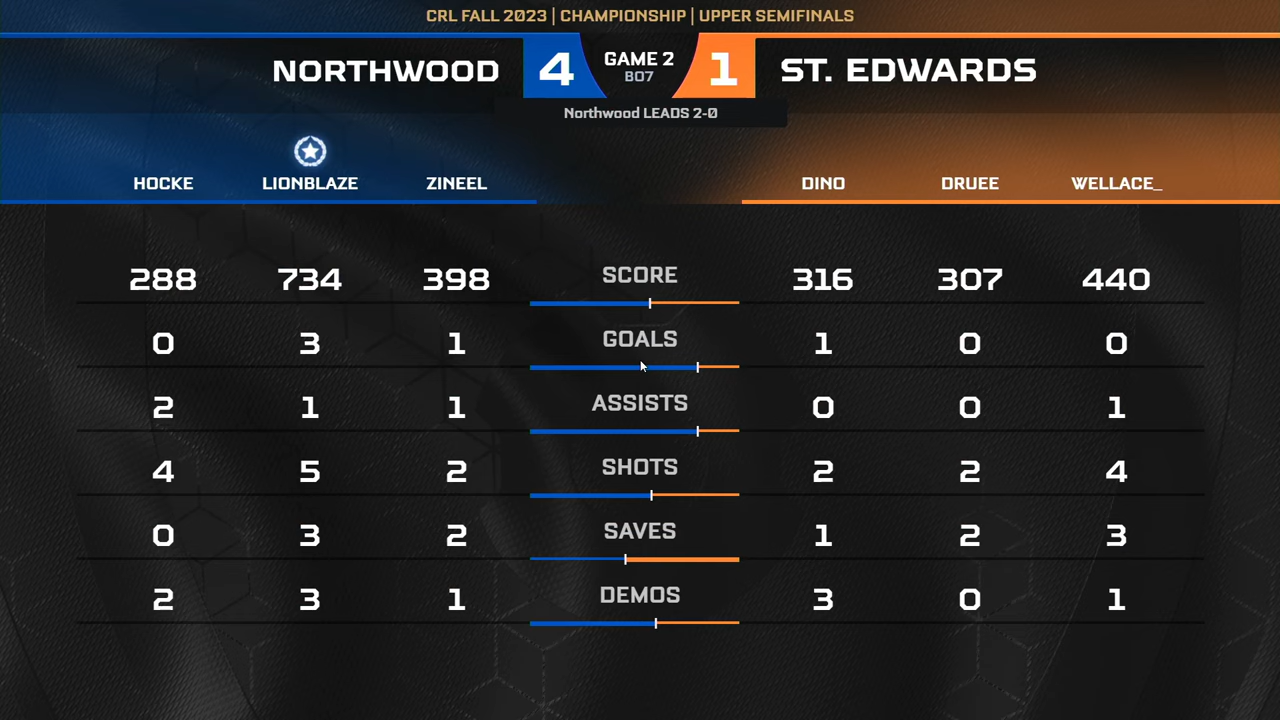 CRL FALL 2023 | CHAMPIONSHIP | UPPER SEMIFINALS
NORTHWOOD 4 GAME 2 1 ST. EDWARDS
BO7
Northwood LEADS 2-0
HOCKE LIONBLAZE ZINEEL DINO DRUEE WELLACE_
288 734 398 SCORE 316 307 440
0 3 1 GOALS 1 0 0
2 1 1 ASSISTS 0 0 1
4 5 2 SHOTS 2 2 4
0 3 2 SAVES 1 2 3
2 3 1 DEMOS 3 0 1